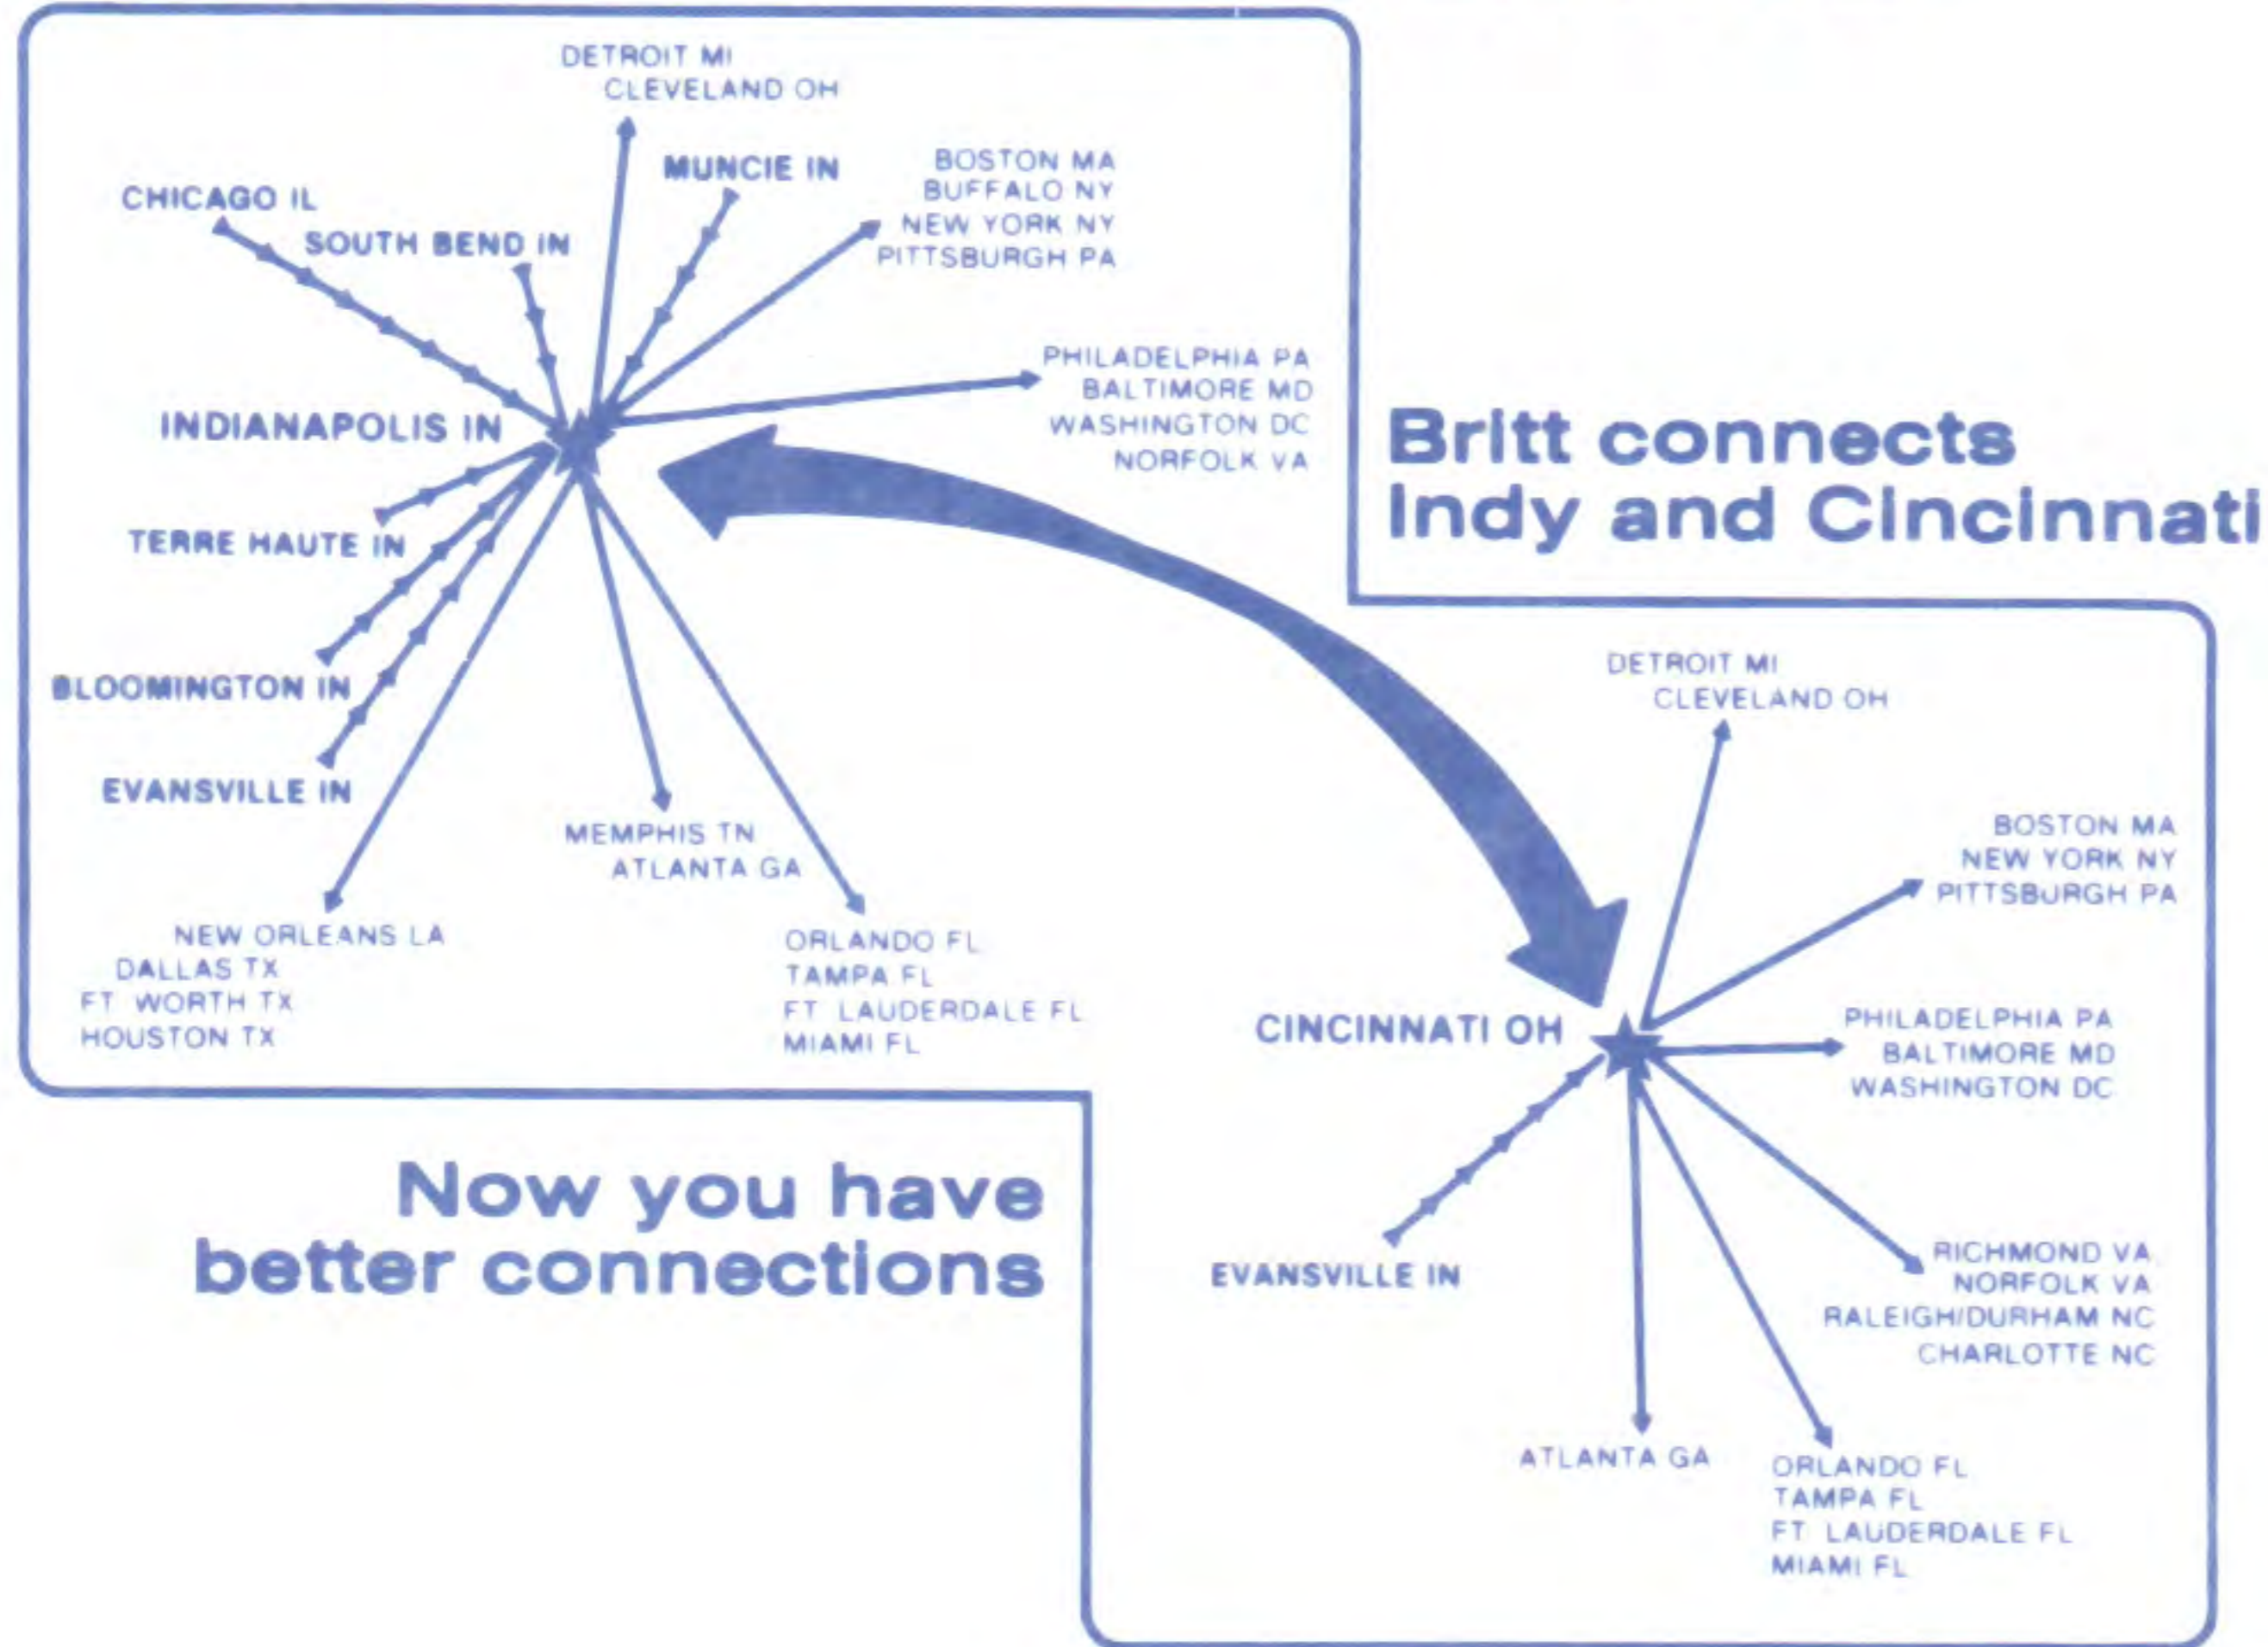 DETROIT MI
CLEVELAND OH
MUNCIE IN
BOSTON MA
BUFFALO NY
NEW YORK NY
PITTSBURGH PA
CHICAGO IL
SOUTH BEND IN
PHILADELPHIA PA
BALTIMORE MD
WASHINGTON DC
NORFOLK VA
INDIANAPOLIS IN
TERRE HAUTE IN
BLOOMINGTON IN
EVANSVILLE IN
MEMPHIS TN
ATLANTA GA
NEW ORLEANS LA
DALLAS TX
FT WORTH TX
HOUSTON TX
ORLANDO FL
TAMPA FL
FT LAUDERDALE FL
MIAMI FL
Britt connects
Indy and Cincinnati
DETROIT MI
CLEVELAND OH
BOSTON MA
NEW YORK NY
PITTSBURGH PA
CINCINNATI OH
PHILADELPHIA PA
BALTIMORE MD
WASHINGTON DC
EVANSVILLE IN
RICHMOND VA
NORFOLK VA
RALEIGH/DURHAM NC
CHARLOTTE NC
ATLANTA GA
ORLANDO FL
TAMPA FL
FT LAUDERDALE FL
MIAMI FL
Now you have
better connections